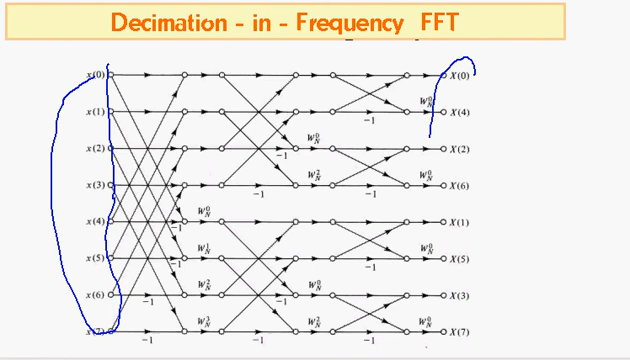 Decimation - in - Frequency FFT
x(0) X(0)
x(1) W_N^0 -1 X(4)
x(2) -1 W_N^0 X(2)
x(3) -1 W_N^2 -1 W_N^0 X(6)
x(4) -1 W_N^0 X(1)
x(5) -1 W_N^1 -1 W_N^0 X(5)
x(6) -1 W_N^2 -1 W_N^0 X(3)
x(7) -1 W_N^3 -1 W_N^2 -1 W_N^0 X(7)